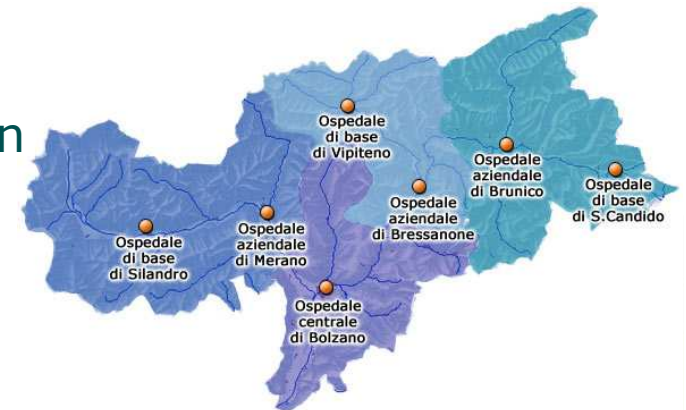 n
Ospedale
di base
di Vipiteno
Ospedale
aziendale
di Brunico
Ospedale
di base
di S.Candido
Ospedale
aziendale
di Bressanone
Ospedale
aziendale
di Merano
Ospedale
di base
di Silandro
Ospedale
centrale
di Bolzano